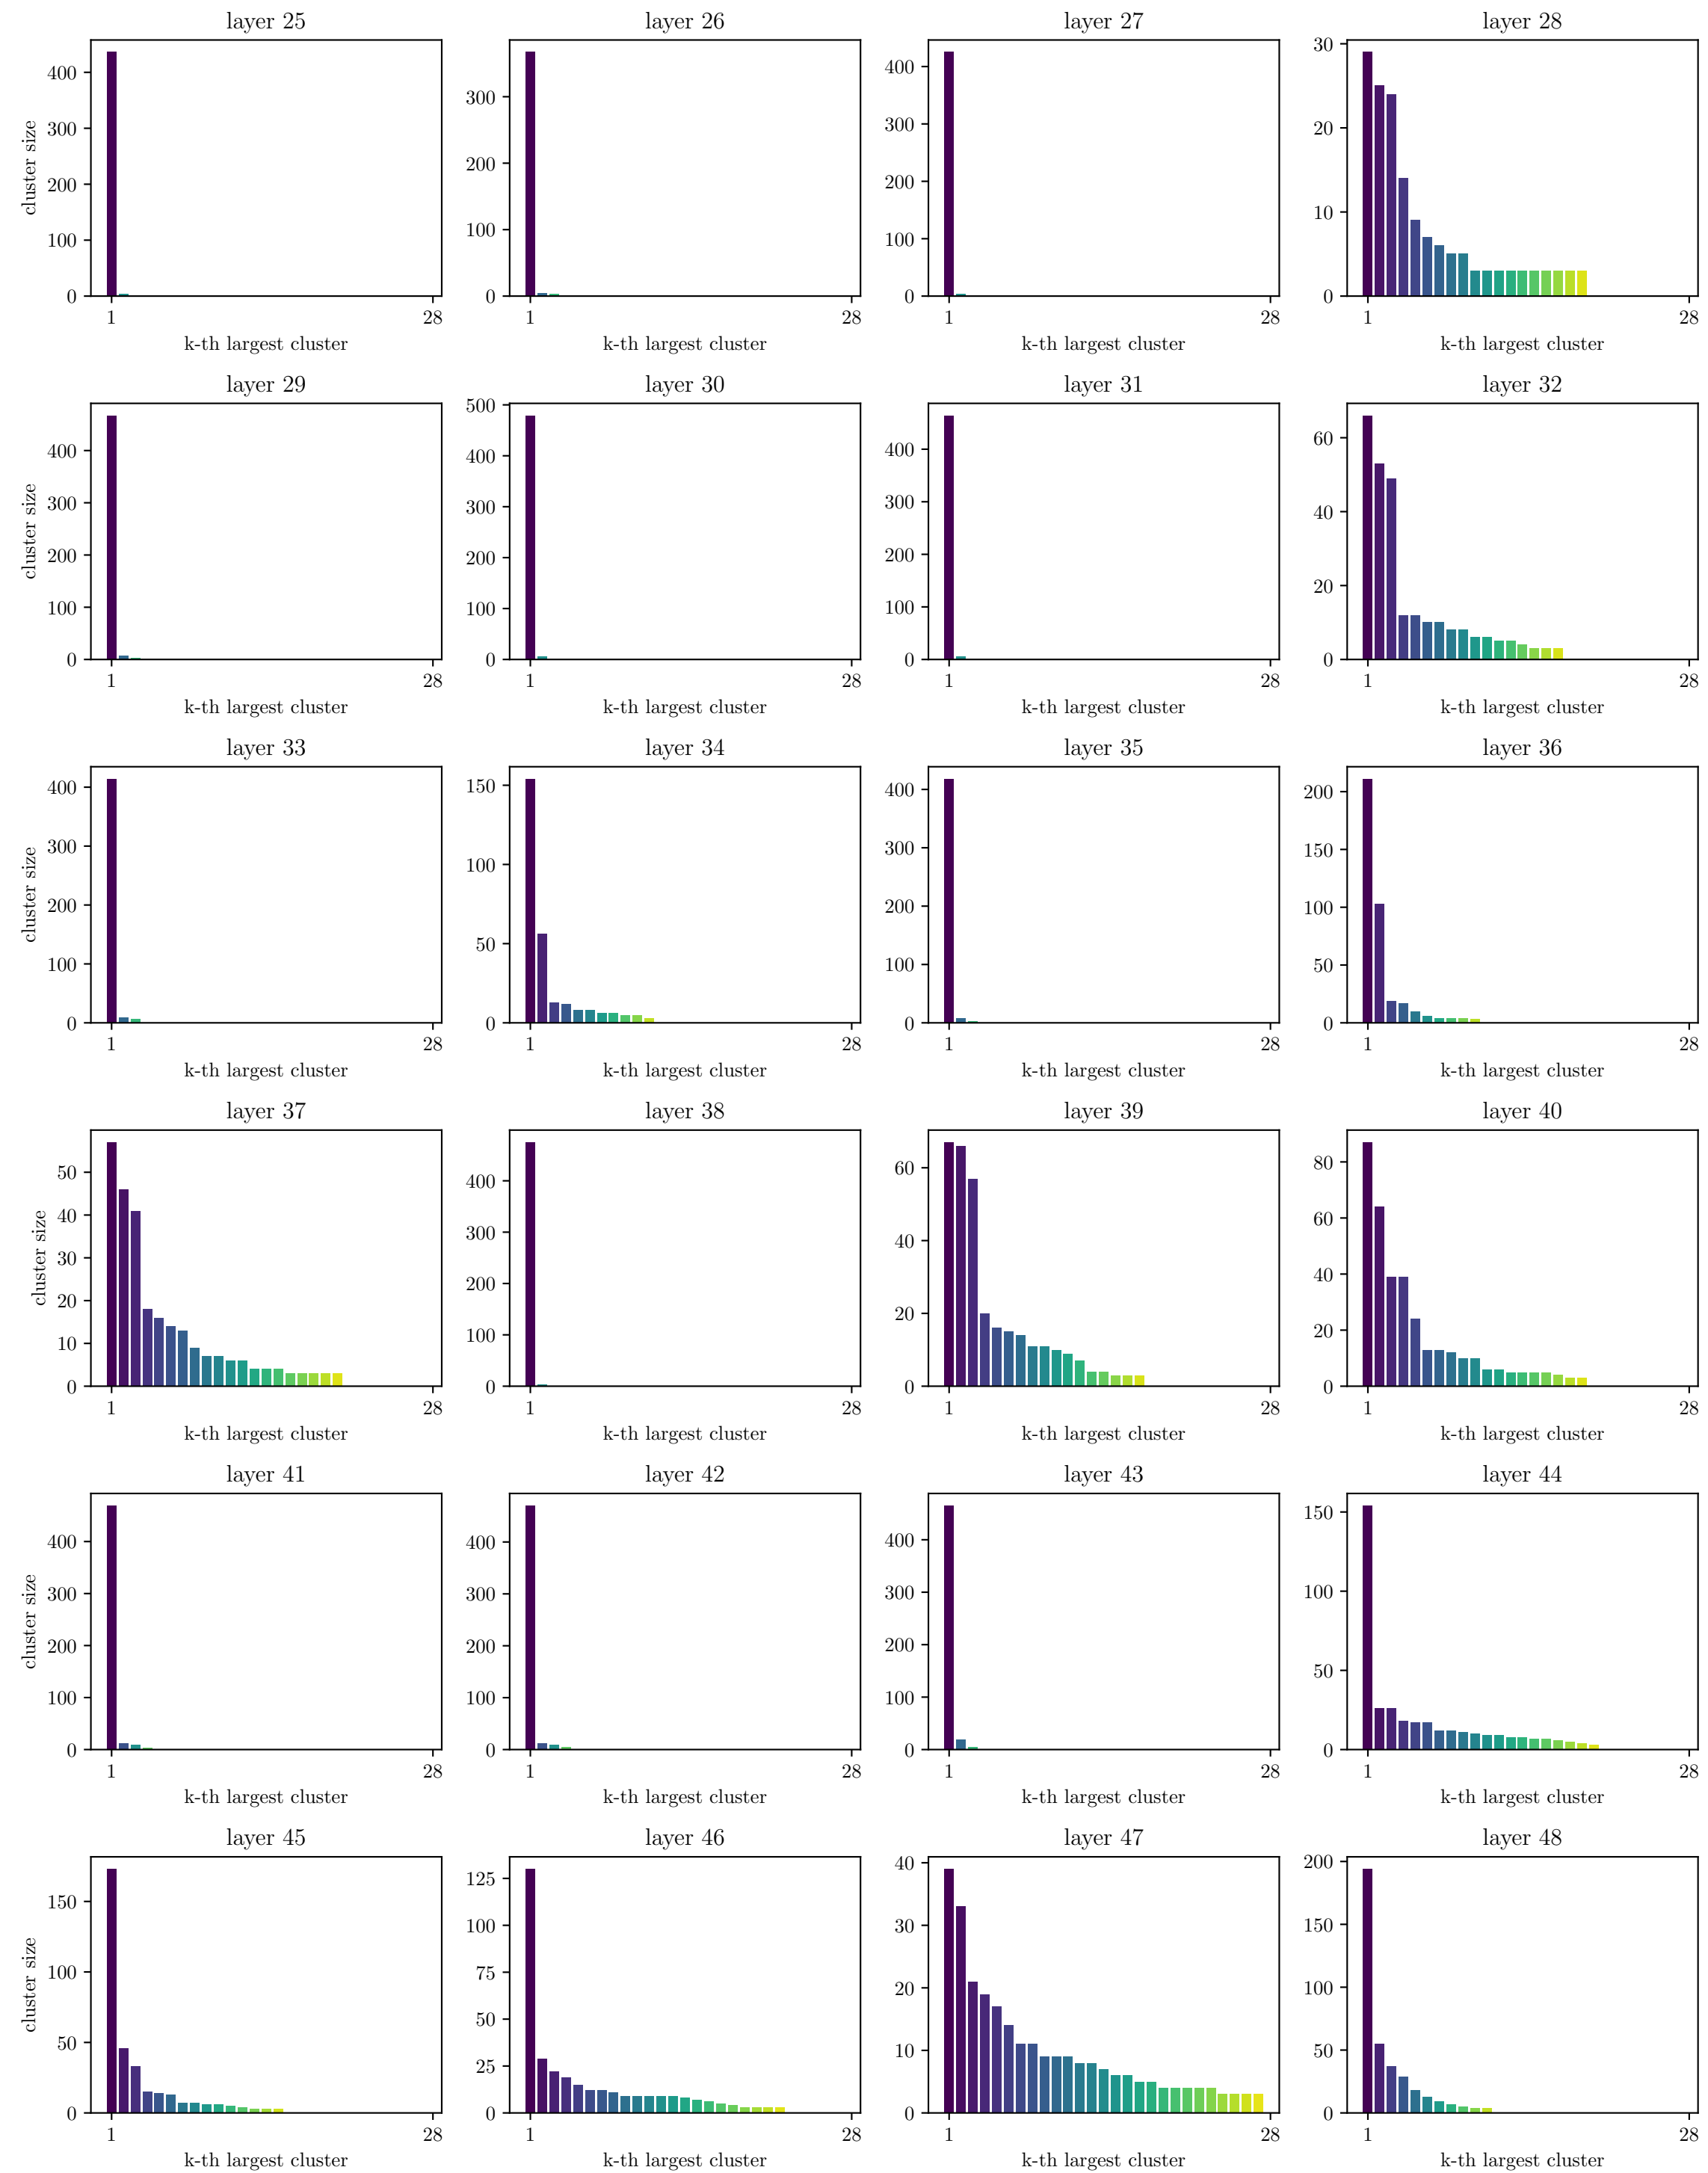 layer 25
layer 26
layer 27
layer 28
cluster size
400
300
200
100
0
300
200
100
0
400
300
200
100
0
30
20
10
0
1 28
1 28
1 28
1 28
k-th largest cluster
k-th largest cluster
k-th largest cluster
k-th largest cluster
layer 29
layer 30
layer 31
layer 32
cluster size
400
300
200
100
0
500
400
300
200
100
0
400
300
200
100
0
60
40
20
0
1 28
1 28
1 28
1 28
k-th largest cluster
k-th largest cluster
k-th largest cluster
k-th largest cluster
layer 33
layer 34
layer 35
layer 36
cluster size
400
300
200
100
0
150
100
50
0
400
300
200
100
0
200
150
100
50
0
1 28
1 28
1 28
1 28
k-th largest cluster
k-th largest cluster
k-th largest cluster
k-th largest cluster
layer 37
layer 38
layer 39
layer 40
cluster size
50
40
30
20
10
0
400
300
200
100
0
60
40
20
0
80
60
40
20
0
1 28
1 28
1 28
1 28
k-th largest cluster
k-th largest cluster
k-th largest cluster
k-th largest cluster
layer 41
layer 42
layer 43
layer 44
cluster size
400
300
200
100
0
400
300
200
100
0
400
300
200
100
0
150
100
50
0
1 28
1 28
1 28
1 28
k-th largest cluster
k-th largest cluster
k-th largest cluster
k-th largest cluster
layer 45
layer 46
layer 47
layer 48
cluster size
150
100
50
0
125
100
75
50
25
0
40
30
20
10
0
200
150
100
50
0
1 28
1 28
1 28
1 28
k-th largest cluster
k-th largest cluster
k-th largest cluster
k-th largest cluster